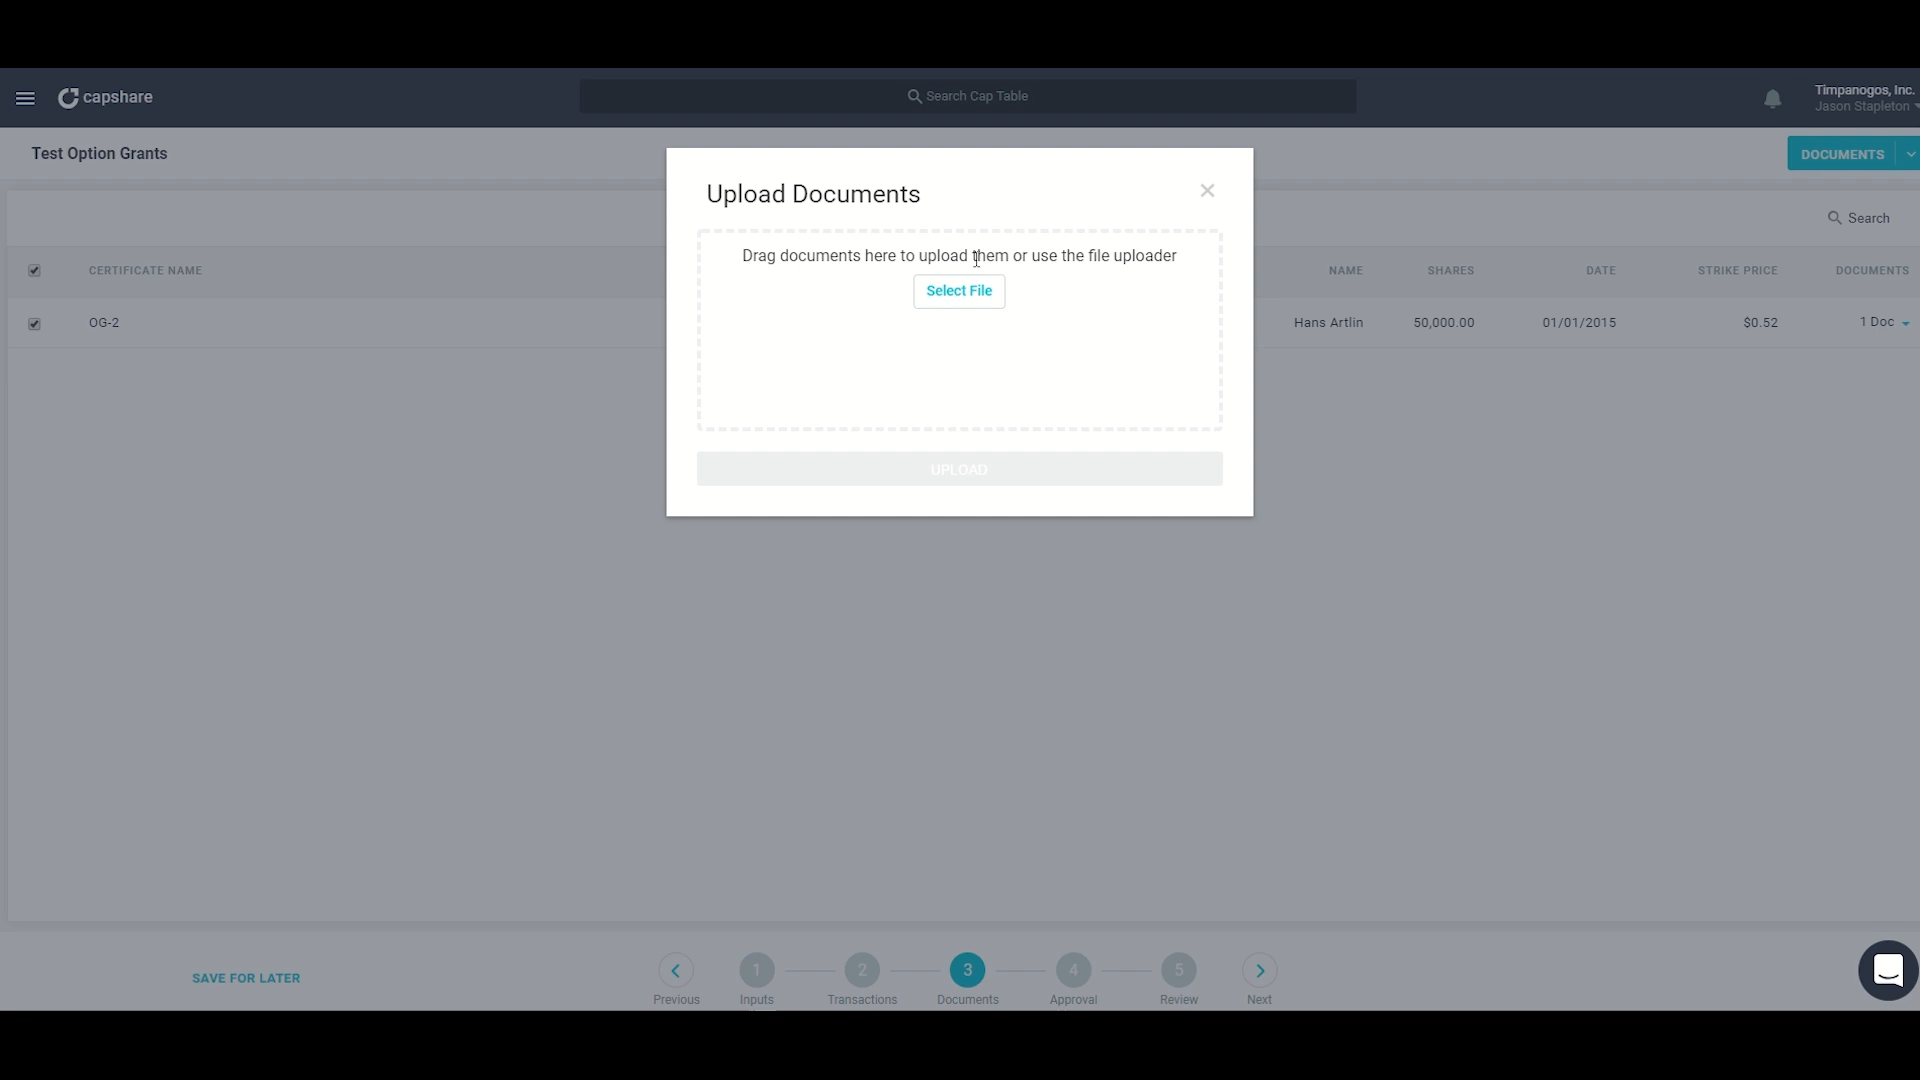 capshare
Search Cap Table
Timpanogos, Inc.
Jason Stapleton
Test Option Grants
DOCUMENTS
Upload Documents
Search
Drag documents here to upload them or use the file uploader
Select File
CERTIFICATE NAME
NAME
SHARES
DATE
STRIKE PRICE
DOCUMENTS
OG-2
Hans Artlin
50,000.00
01/01/2015
$0.52
1 Doc
UPLOAD
SAVE FOR LATER
1
2
3
4
5
Previous
Inputs
Transactions
Documents
Approval
Review
Next